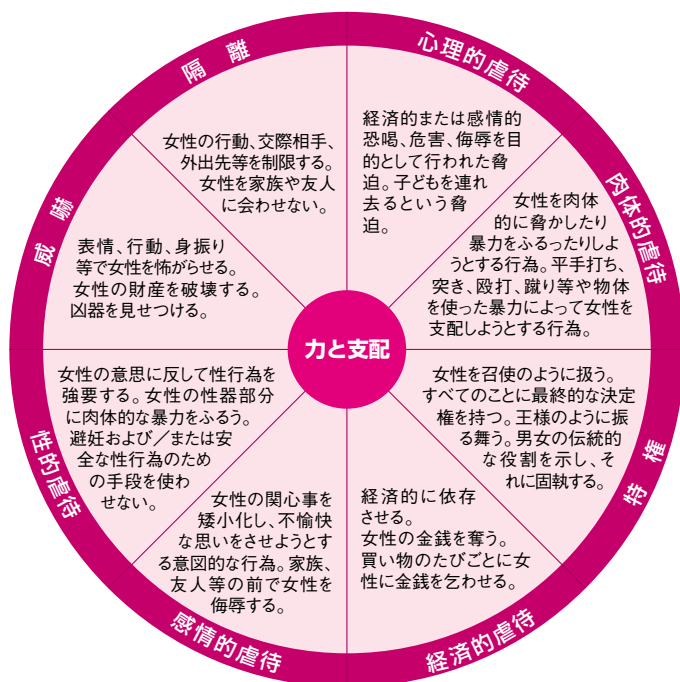 心理的虐待
経済的または感情的
恐喝、危害、侮辱を目
的として行われた脅
迫。子どもを連れ
去るという脅
迫。
肉体的虐待
女性を肉体
的に脅かしたり
暴力をふるったりしよ
うとする行為。平手打ち、
突き、殴打、蹴り等や物体
を使った暴力によって女性を
支配しようとする行為。
特権
女性を召使のように扱う。
すべてのことに最終的な決定
権を持つ。王様のように振
る舞う。男女の伝統的
な役割を示し、そ
れに固執する。
経済的虐待
経済的に依存
させる。
女性の金銭を奪う。
買い物のたびごとに女
性に金銭を乞わせる。
感情的虐待
女性の関心事を
矮小化し、不愉快
な思いをさせようとす
る意図的な行為。家族、
友人等の前で女性を
侮辱する。
性的虐待
女性の意思に反して性行為を
強要する。女性の性器部分
に肉体的な暴力をふるう。
避妊および／または安
全な性行為のため
の手段を使わ
せない。
威嚇
表情、行動、身振り
等で女性を怖がらせる。
女性の財産を破壊する。
凶器を見せつける。
隔離
女性の行動、交際相手、
外出先等を制限する。
女性を家族や友人
に会わせない。
力と支配